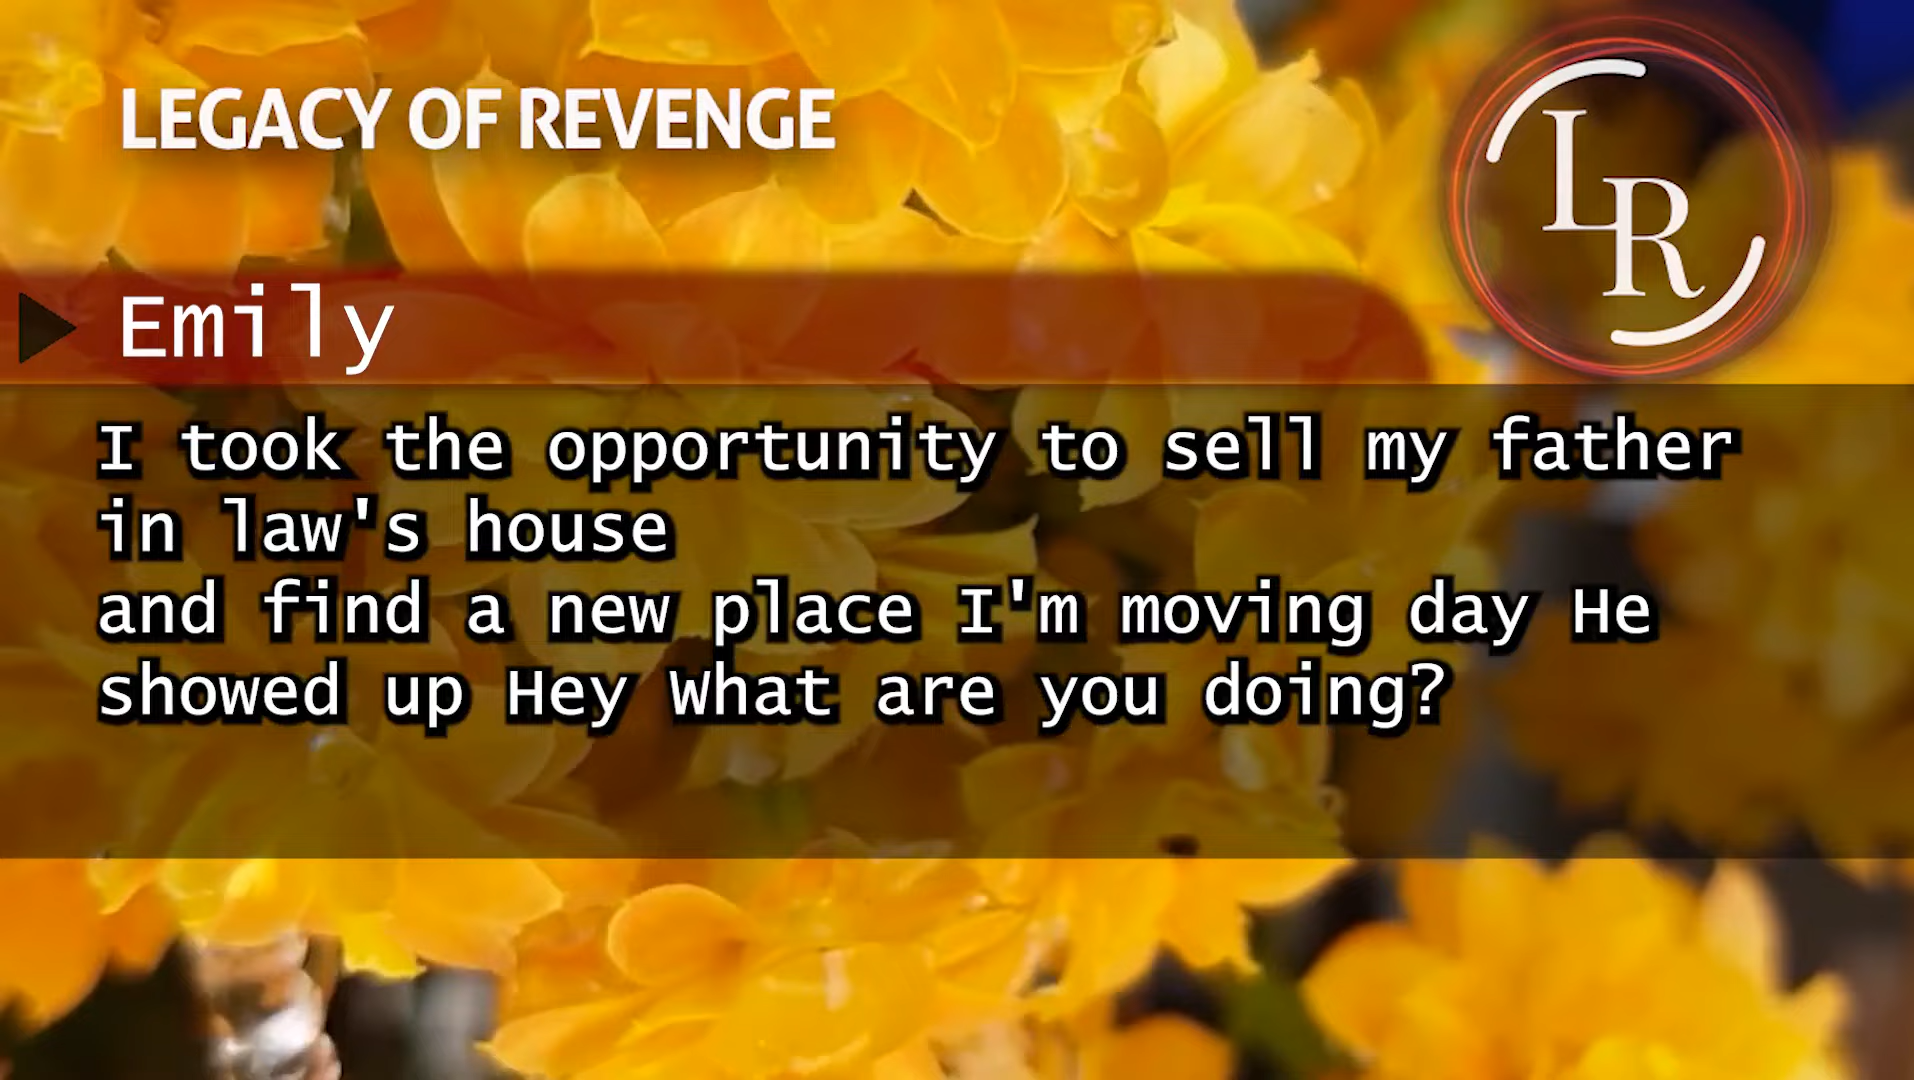 LEGACY OF REVENGE
LR
Emily
I took the opportunity to sell my father
in law's house
and find a new place I'm moving day He
showed up Hey What are you doing?